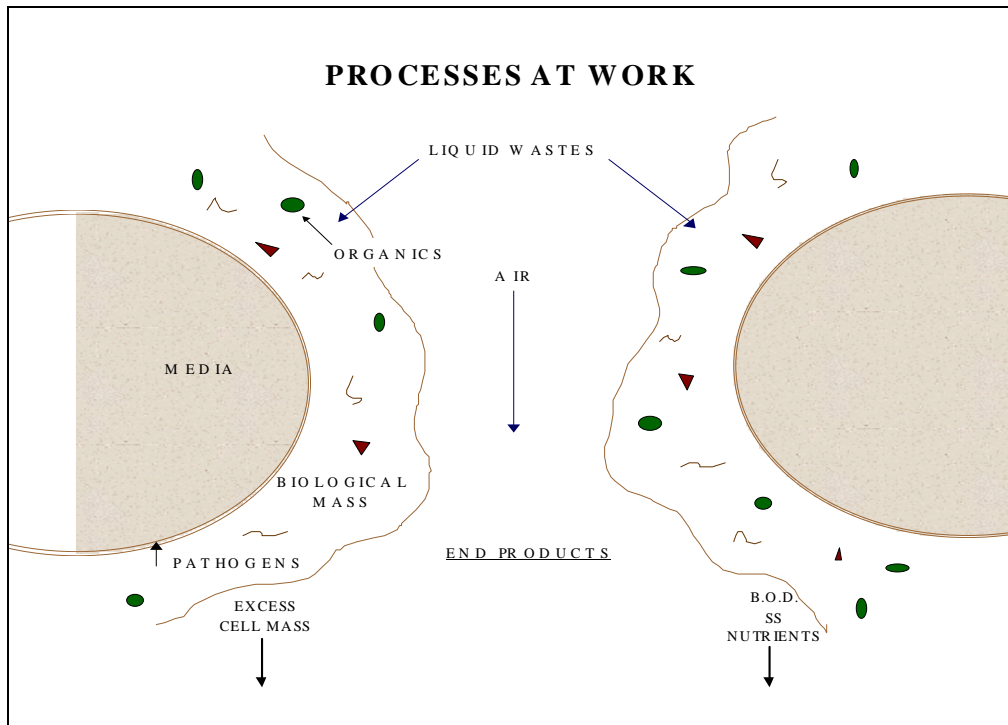 PROCESSES AT WORK
LIQUID WASTES
ORGANICS
AIR
MEDIA
BIOLOGICAL
MASS
END PRODUCTS
PATHOGENS
EXCESS
CELL MASS
B.O.D.
SS
NUTRIENTS